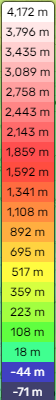 4,172 m
3,796 m
3,435 m
3,089 m
2,758 m
2,443 m
2,143 m
1,859 m
1,592 m
1,341 m
1,108 m
892 m
695 m
517 m
359 m
223 m
108 m
18 m
−44 m
−71 m